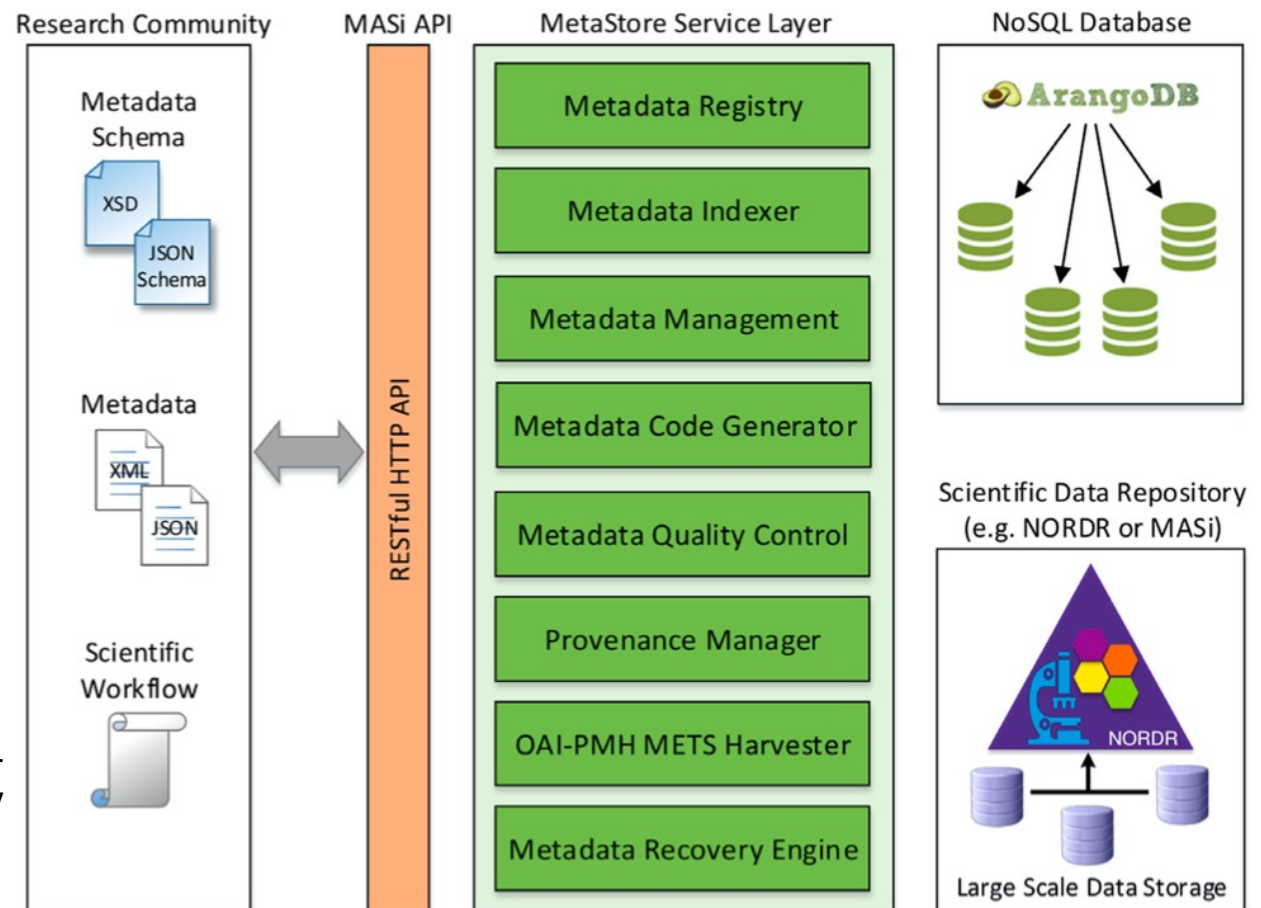 Research Community
MASi API
MetaStore Service Layer
NoSQL Database
Metadata
Schema
XSD
JSON
Schema
Metadata
XML
JSON
Scientific
Workflow
RESTful HTTP API
Metadata Registry
Metadata Indexer
Metadata Management
Metadata Code Generator
Metadata Quality Control
Provenance Manager
OAI-PMH METS Harvester
Metadata Recovery Engine
ArangoDB
Scientific Data Repository
(e.g. NORDR or MASi)
NORDR
Large Scale Data Storage